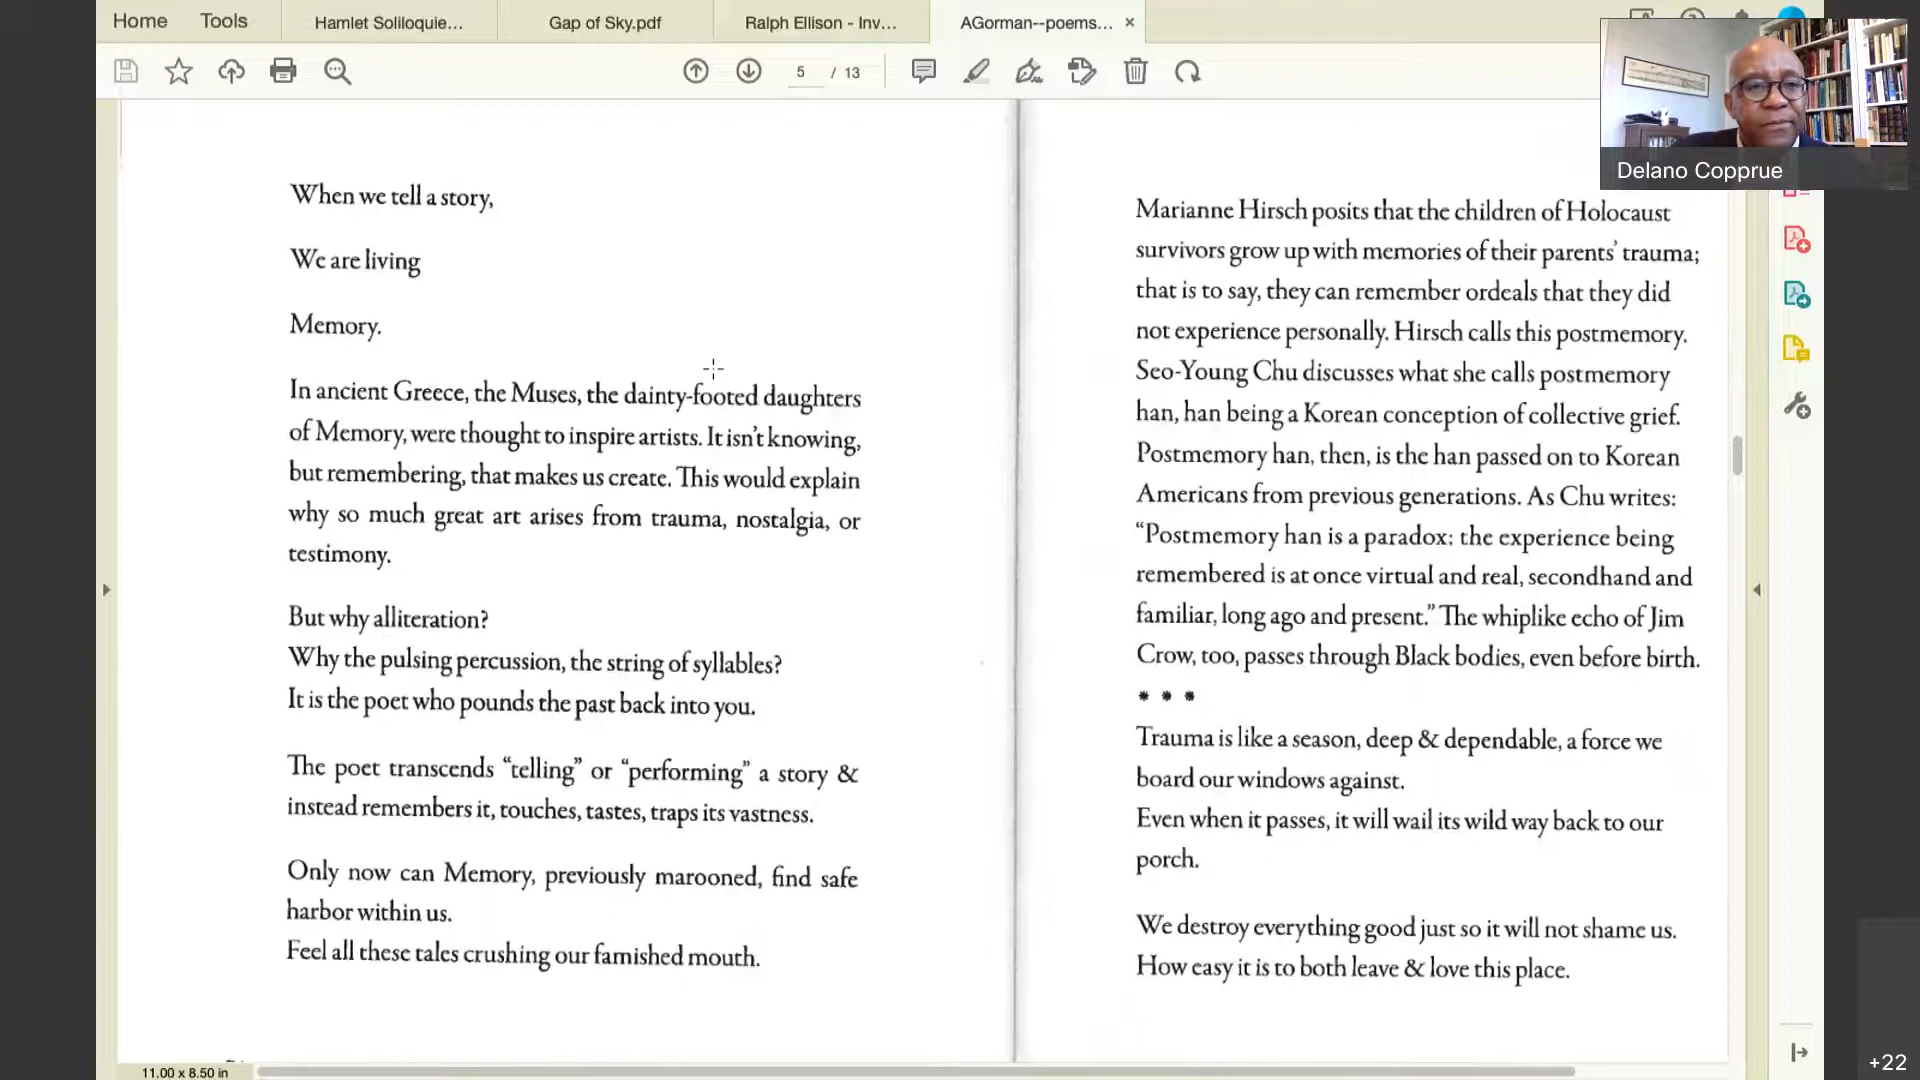 Home Tools Hamlet Soliloquie... Gap of Sky.pdf Ralph Ellison - Inv... AGorman--poems... ×
5 / 13
Delano Copprue
When we tell a story,
We are living
Memory.
In ancient Greece, the Muses, the dainty-footed daughters
of Memory, were thought to inspire artists. It isn't knowing,
but remembering, that makes us create. This would explain
why so much great art arises from trauma, nostalgia, or
testimony.
But why alliteration?
Why the pulsing percussion, the string of syllables?
It is the poet who pounds the past back into you.
The poet transcends “telling” or “performing” a story &
instead remembers it, touches, tastes, traps its vastness.
Only now can Memory, previously marooned, find safe
harbor within us.
Feel all these tales crushing our famished mouth.
Marianne Hirsch posits that the children of Holocaust
survivors grow up with memories of their parents' trauma;
that is to say, they can remember ordeals that they did
not experience personally. Hirsch calls this postmemory.
Seo-Young Chu discusses what she calls postmemory
han, han being a Korean conception of collective grief.
Postmemory han, then, is the han passed on to Korean
Americans from previous generations. As Chu writes:
“Postmemory han is a paradox: the experience being
remembered is at once virtual and real, secondhand and
familiar, long ago and present.” The whiplike echo of Jim
Crow, too, passes through Black bodies, even before birth.
* * *
Trauma is like a season, deep & dependable, a force we
board our windows against.
Even when it passes, it will wail its wild way back to our
porch.
We destroy everything good just so it will not shame us.
How easy it is to both leave & love this place.
11.00 x 8.50 in
+22